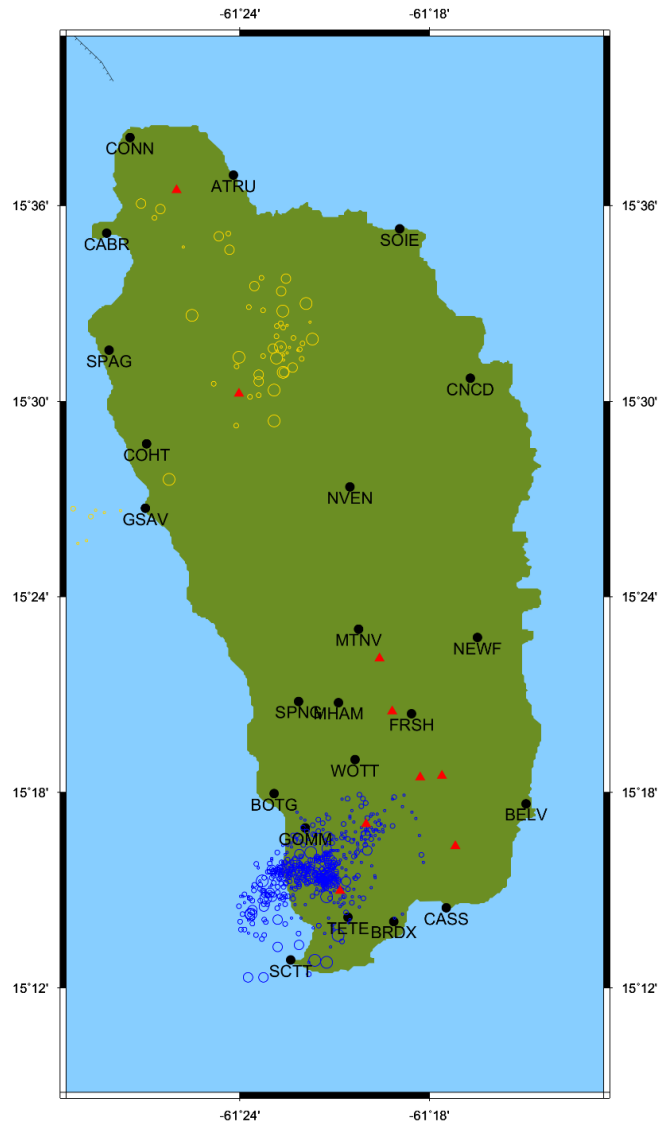 -61˚24' -61˚18'
CONN
ATRU
15˚36' 15˚36'
CABR SOIE
SPAG
CNCD
15˚30' 15˚30'
COHT
NVEN
GSAV
15˚24' 15˚24'
MTNV
NEWF
SPNG MHAM
FRSH
WOTT
15˚18' 15˚18'
BOTG BELV
GOMM
CASS
TETE BRDX
SCTT
15˚12' 15˚12'
-61˚24' -61˚18'